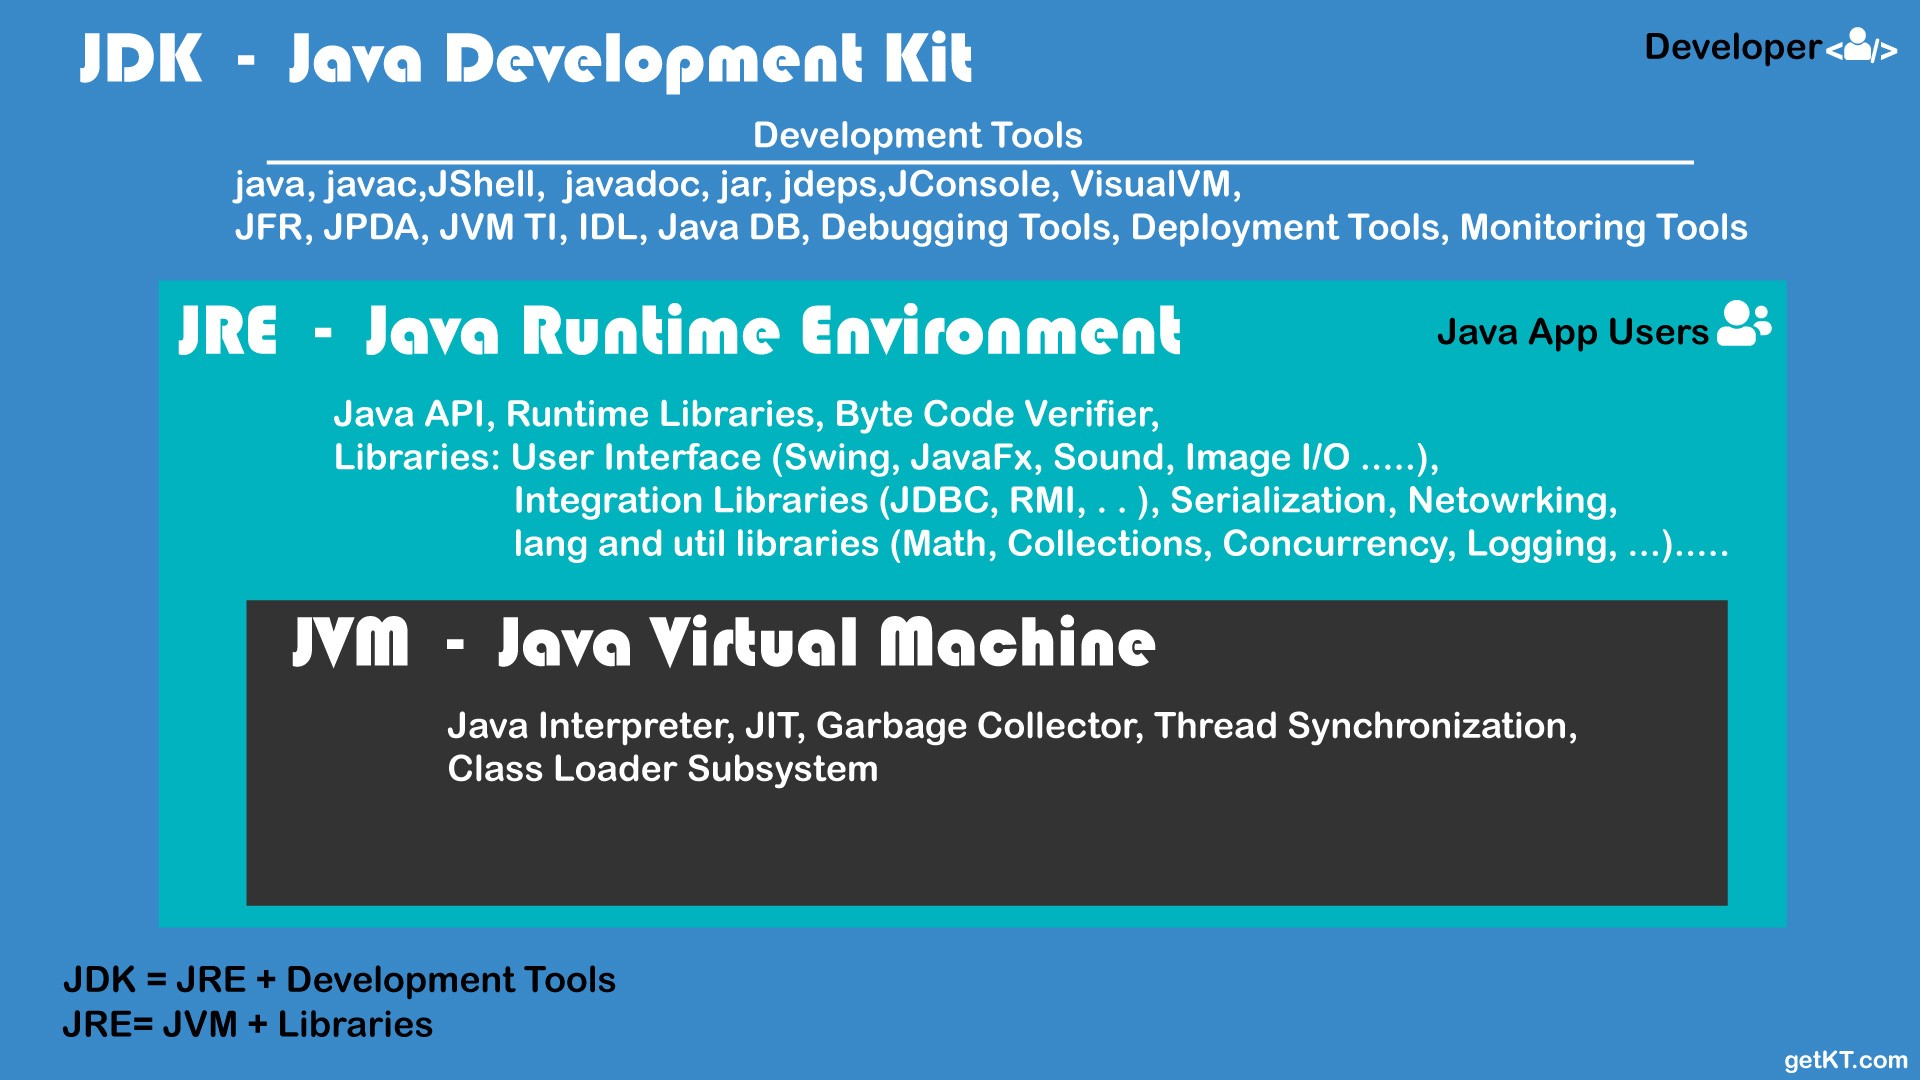 JDK - Java Development Kit
Developer
Development Tools
java, javac,JShell, javadoc, jar, jdeps,JConsole, VisualVM,
JFR, JPDA, JVM TI, IDL, Java DB, Debugging Tools, Deployment Tools, Monitoring Tools
JRE - Java Runtime Environment
Java App Users
Java API, Runtime Libraries, Byte Code Verifier,
Libraries: User Interface (Swing, JavaFx, Sound, Image I/O .....),
Integration Libraries (JDBC, RMI, . . ), Serialization, Netowrking,
lang and util libraries (Math, Collections, Concurrency, Logging, ...).....
JVM - Java Virtual Machine
Java Interpreter, JIT, Garbage Collector, Thread Synchronization,
Class Loader Subsystem
JDK = JRE + Development Tools
JRE= JVM + Libraries
getKT.com